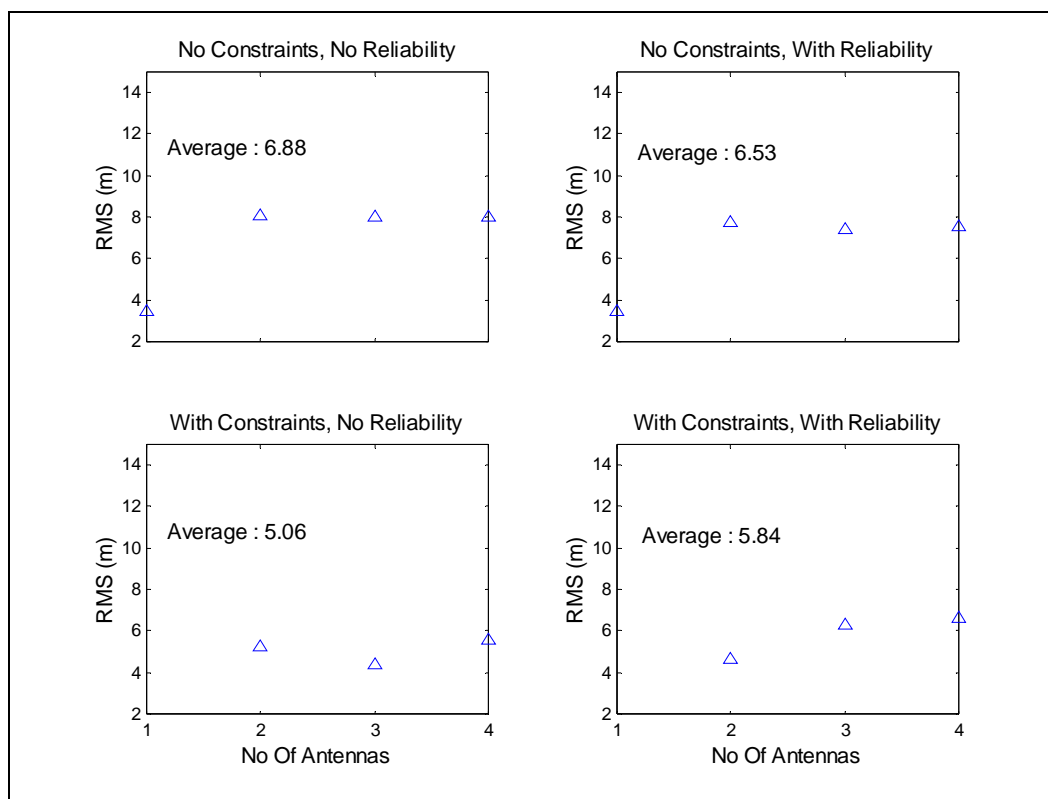 No Constraints, No Reliability
14
12
10
8
6
4
2
RMS (m)
Average : 6.88
No Constraints, With Reliability
14
12
10
8
6
4
2
RMS (m)
Average : 6.53
With Constraints, No Reliability
14
12
10
8
6
4
2
RMS (m)
Average : 5.06
1 2 3 4
No Of Antennas
With Constraints, With Reliability
14
12
10
8
6
4
2
RMS (m)
Average : 5.84
1 2 3 4
No Of Antennas